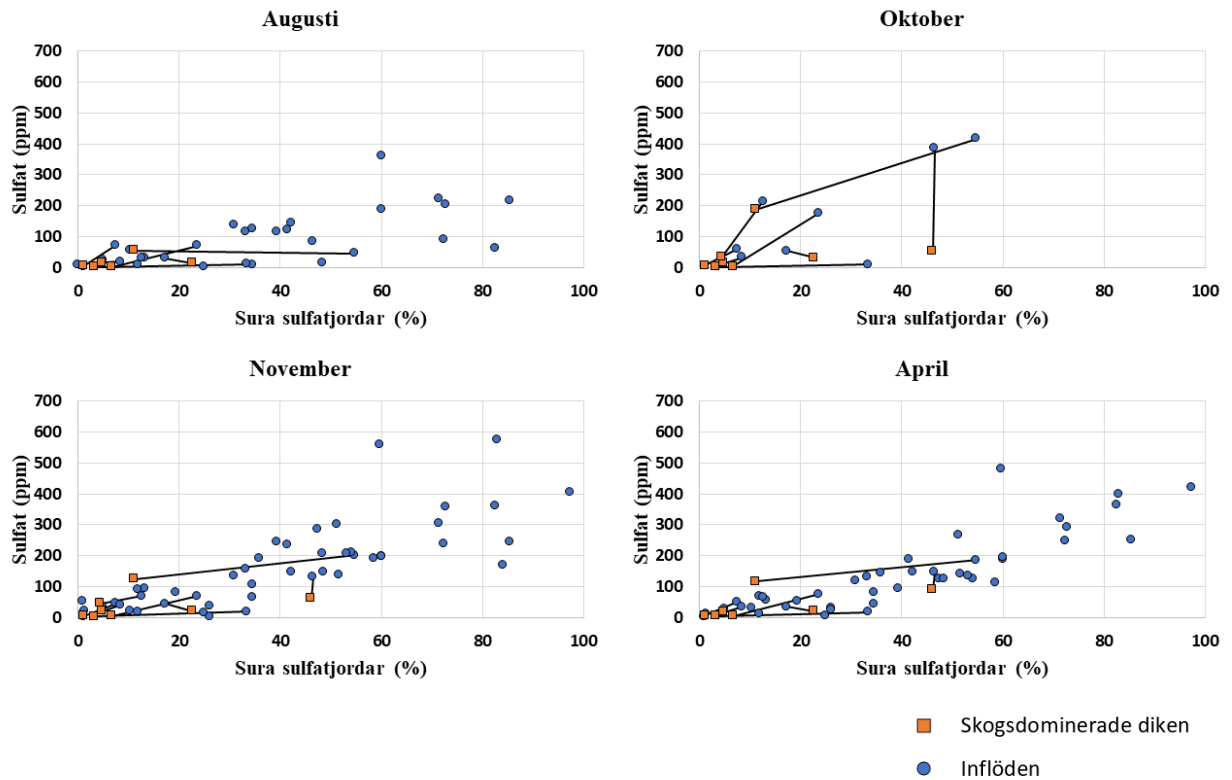 Augusti
Sulfat (ppm)
700
600
500
400
300
200
100
0
0 20 40 60 80 100
Sura sulfatjordar (%)
Oktober
Sulfat (ppm)
700
600
500
400
300
200
100
0
0 20 40 60 80 100
Sura sulfatjordar (%)
November
Sulfat (ppm)
700
600
500
400
300
200
100
0
0 20 40 60 80 100
Sura sulfatjordar (%)
April
Sulfat (ppm)
700
600
500
400
300
200
100
0
0 20 40 60 80 100
Sura sulfatjordar (%)
Skogsdominerade diken
Inflöden